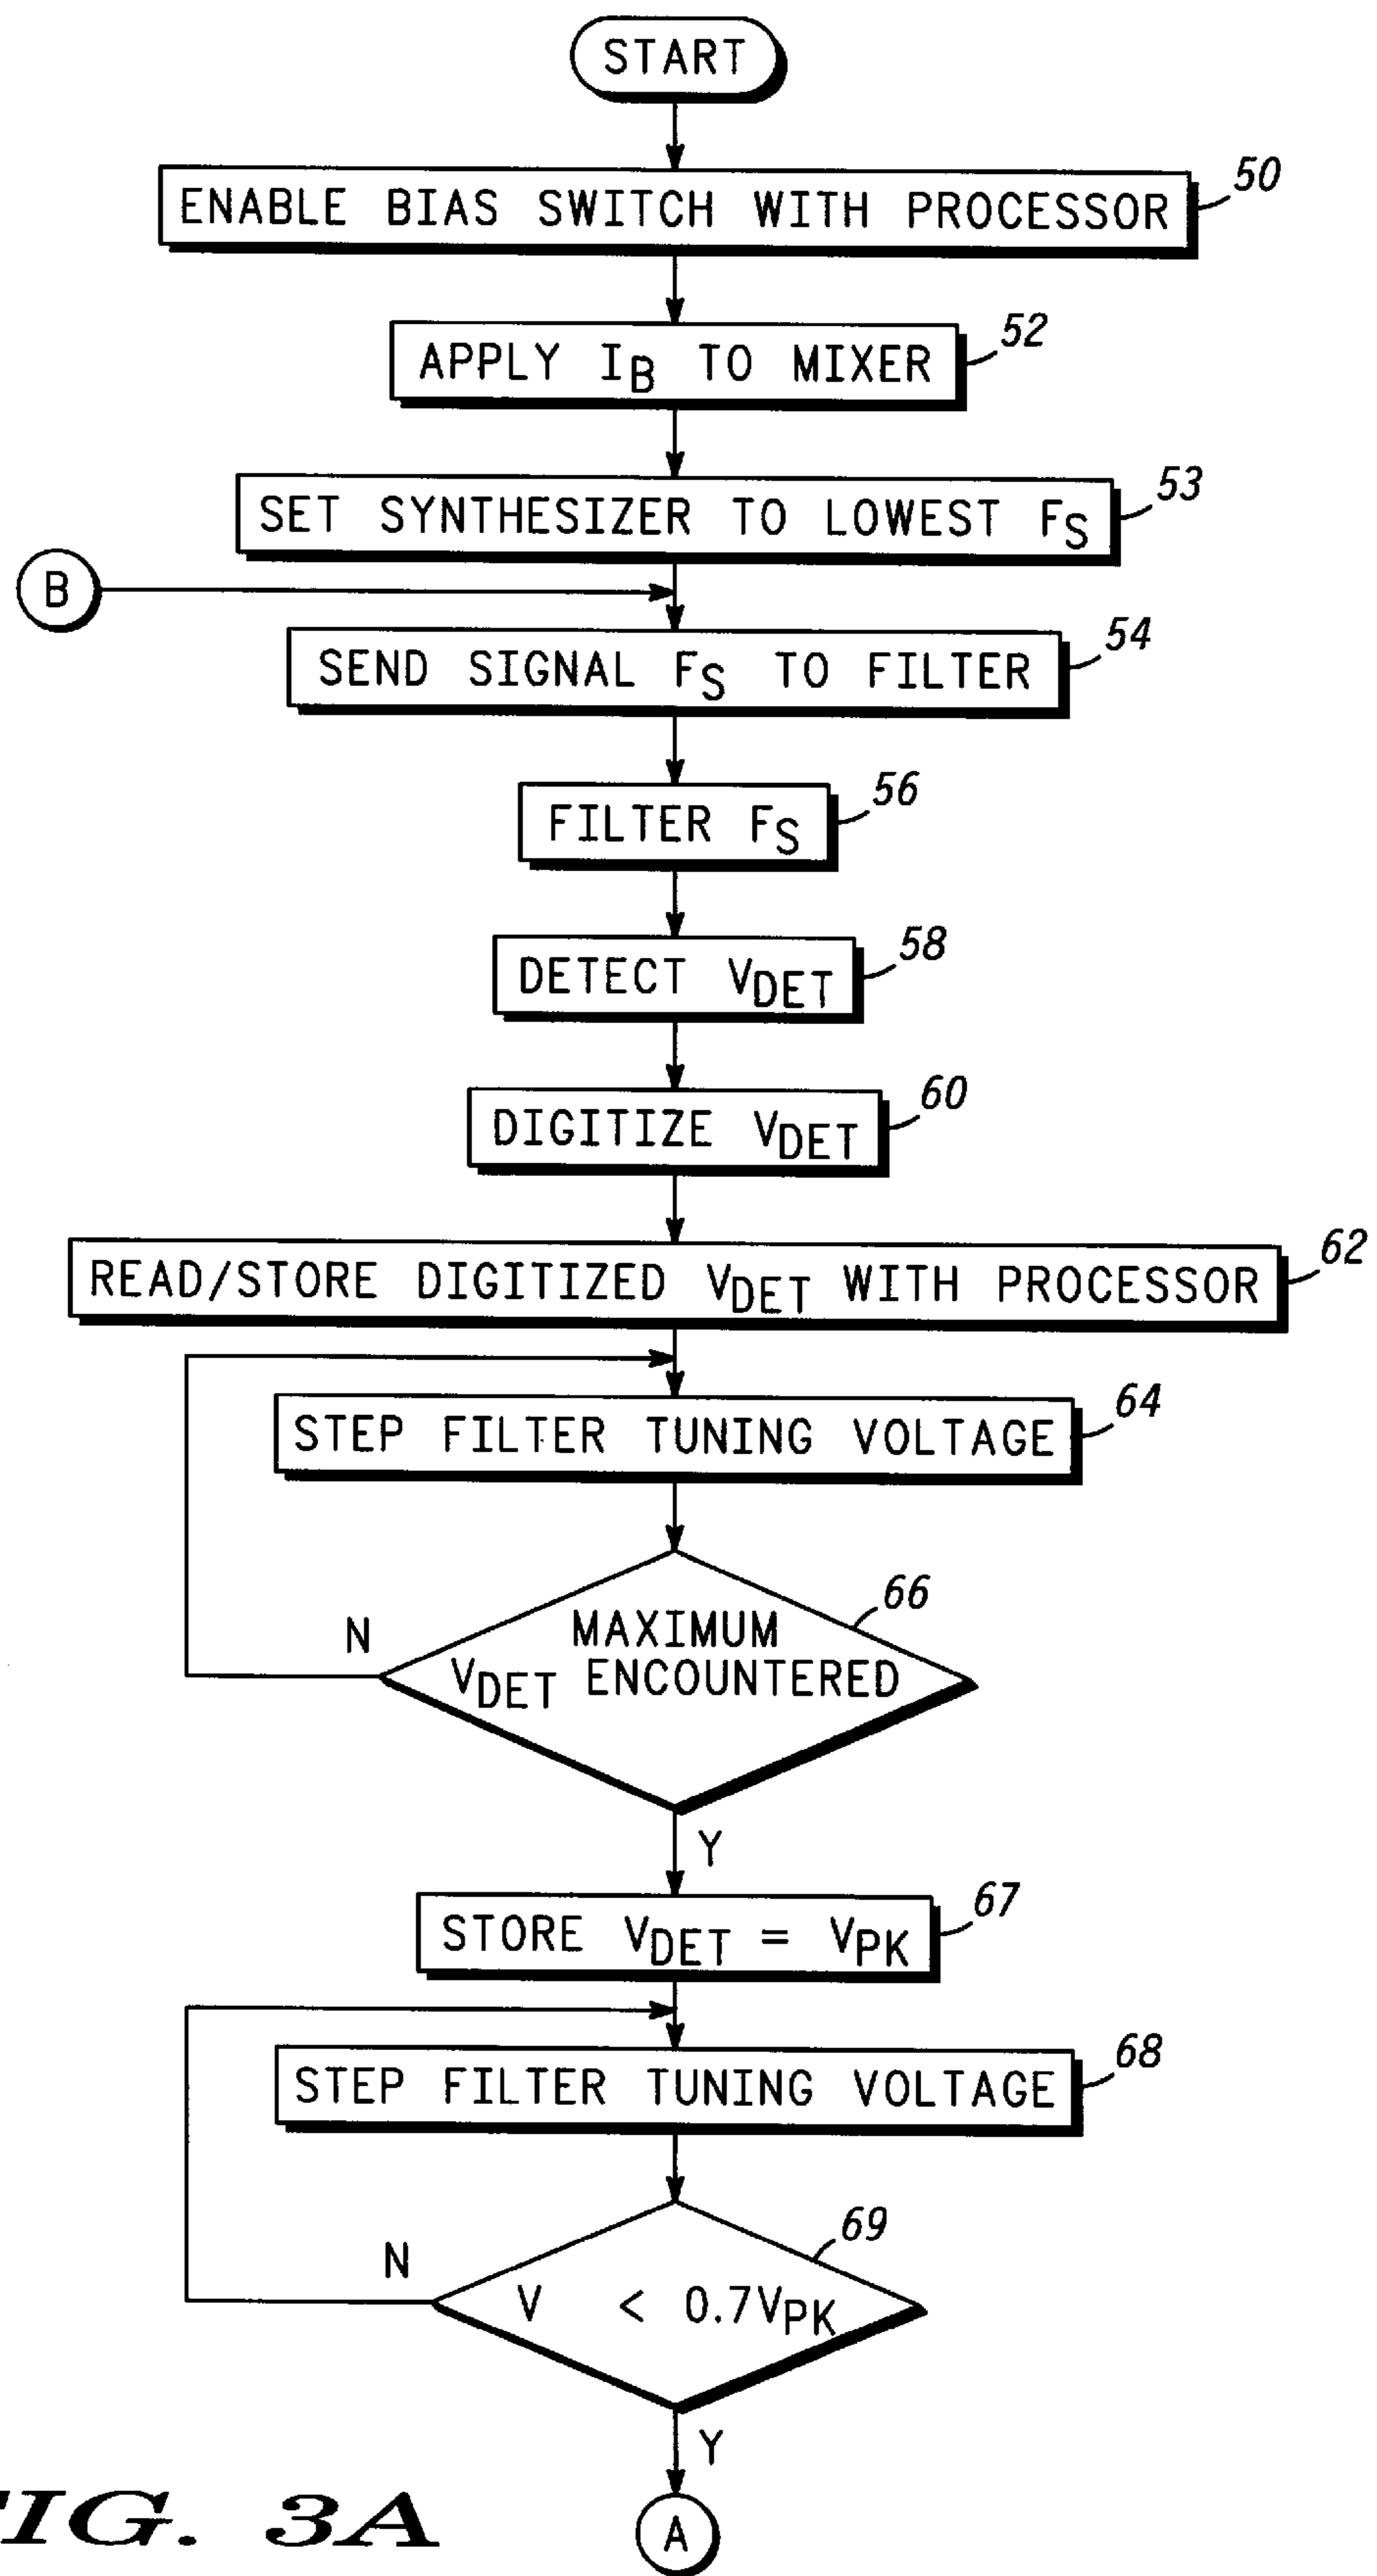 START
ENABLE BIAS SWITCH WITH PROCESSOR 50
APPLY IB TO MIXER 52
SET SYNTHESIZER TO LOWEST FS 53
B
SEND SIGNAL FS TO FILTER 54
FILTER FS 56
DETECT VDET 58
DIGITIZE VDET 60
READ/STORE DIGITIZED VDET WITH PROCESSOR 62
STEP FILTER TUNING VOLTAGE 64
66
MAXIMUM
N
VDET ENCOUNTERED
Y
STORE VDET = VPK 67
STEP FILTER TUNING VOLTAGE 68
69
N
V < 0.7VPK
Y
A
FIG. 3A